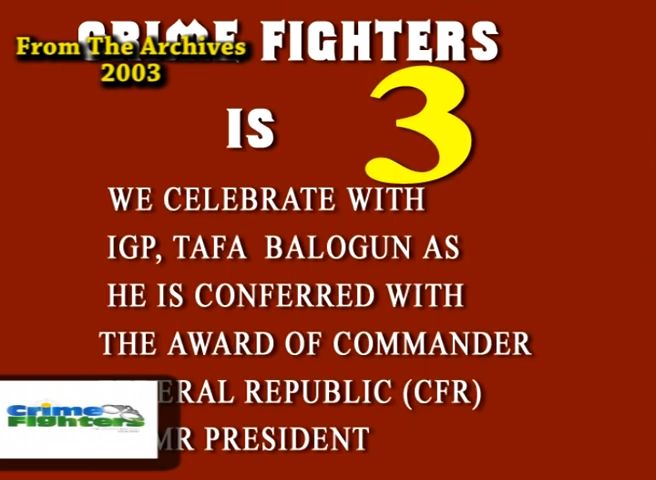 CRIME FIGHTERS
From The Archives
2003
IS 3
WE CELEBRATE WITH
IGP, TAFA BALOGUN AS
HE IS CONFERRED WITH
THE AWARD OF COMMANDER
ERAL REPUBLIC (CFR)
MR PRESIDENT
Crime
Fighters